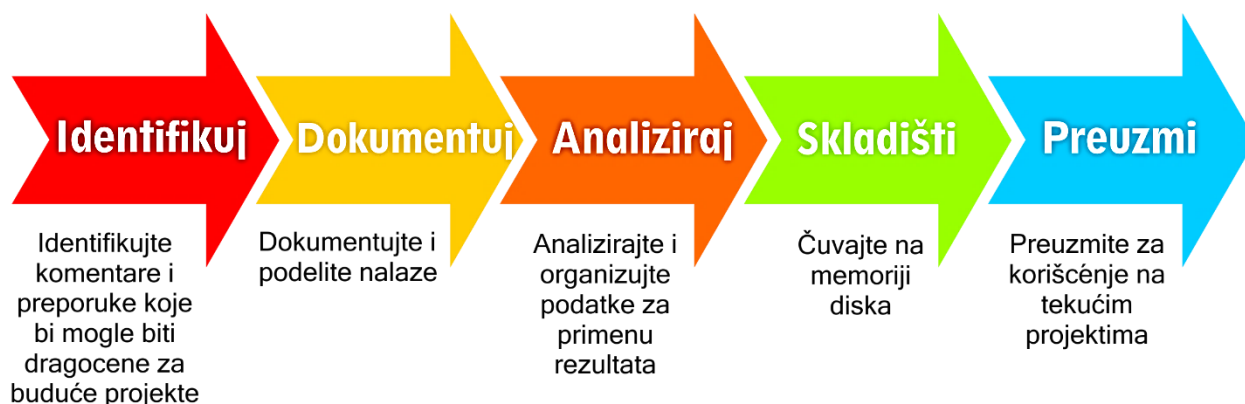 Identifikuj
Dokumentuj
Analiziraj
Skladišti
Preuzmi
Identifikujte
komentare i
preporuke koje
bi mogle biti
dragocene za
buduće projekte
Dokumentujte i
podelite nalaze
Analizirajte i
organizujte
podatke za
primenu
rezultata
Čuvajte na
memoriji
diska
Preuzmite za
korišćenje na
tekućim
projektima